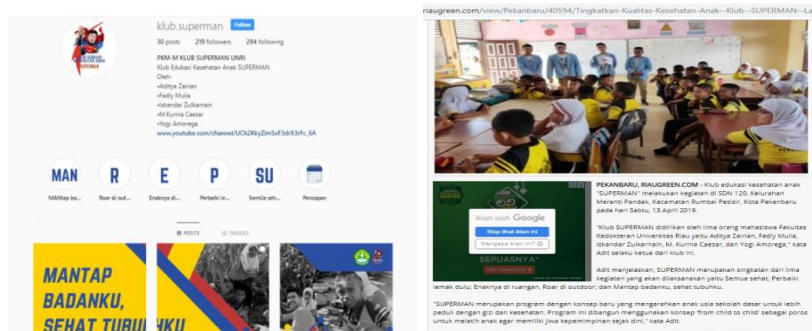 klub.superman Follow
30 posts 219 followers 294 following
PKM-M KLUB SUPERMAN UNRI
Klub Edukasi Kesehatan Anak SUPERMAN
Oleh:
-Aditya Zairian
-Fadly Mulia
-Iskandar Zulkarnain
-M.Kurnia Caesar
-Yogi Amorega
SUPERMAN
MAN R E P SU
MANtap ba... Roar di out... Enaknya di... Perbaiki le... SemUa seh... Persiapan
POSTS TAGGED
MANTAP
BADANKU,
SEHAT TUBUHKU
riaugreen.com/view/Pekanbaru/40594/Tingkatkan-Kualitas-Kesehatan-Anak--Klub--SUPERMAN--La
Iklan oleh Google
Stop lihat iklan ini
Mengapa iklan ini?
SEPUASNYA*
PEKANBARU, RIAUGREEN.COM - Klub edukasi kesehatan anak
"SUPERMAN" melakukan kegiatan di SDN 120, Kelurahan
Meranti Pandak, Kecamatan Rumbai Pesisir, Kota Pekanbaru
pada hari Sabtu, 13 April 2019.
"Klub SUPERMAN didirikan oleh lima orang mahasiswa Fakultas
Kedokteran Universitas Riau yaitu Aditya Zairian, Fadly Mulia,
Iskandar Zulkarnain, M. Kurnia Caesar, dan Yogi Amorega," kata
Adit selaku ketua dari klub ini.
Adit menjelaskan, SUPERMAN merupakan singkatan dari lima
kegiatan yang akan dilaksanakan yaitu Semua sehat; Perbaiki
lemak dulu; Enaknya di ruangan, Roar di outdoor; dan Mantap badanku, sehat tubuhku.
"SUPERMAN merupakan program dengan konsep baru yang mengarahkan anak usia sekolah dasar untuk lebih
peduli dengan gizi dan kesehatan. Program ini dibangun menggunakan konsep 'from child to child' sebagai poros
untuk melatih anak agar memiliki jiwa kepemimpinan sejak dini," kata Adit.